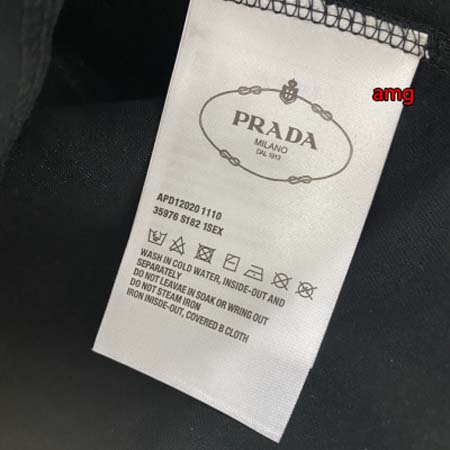 amg
PRADA
MILANO
DAL 1913
APD12020 1110
35976 S182 1SEX
WASH IN COLD WATER, INSIDE-OUT AND
SEPARATELY
DO NOT LEAVAE IN SOAK OR WRING OUT
DO NOT STEAM IRON
IRON INISDE-OUT, COVERED B CLOTH